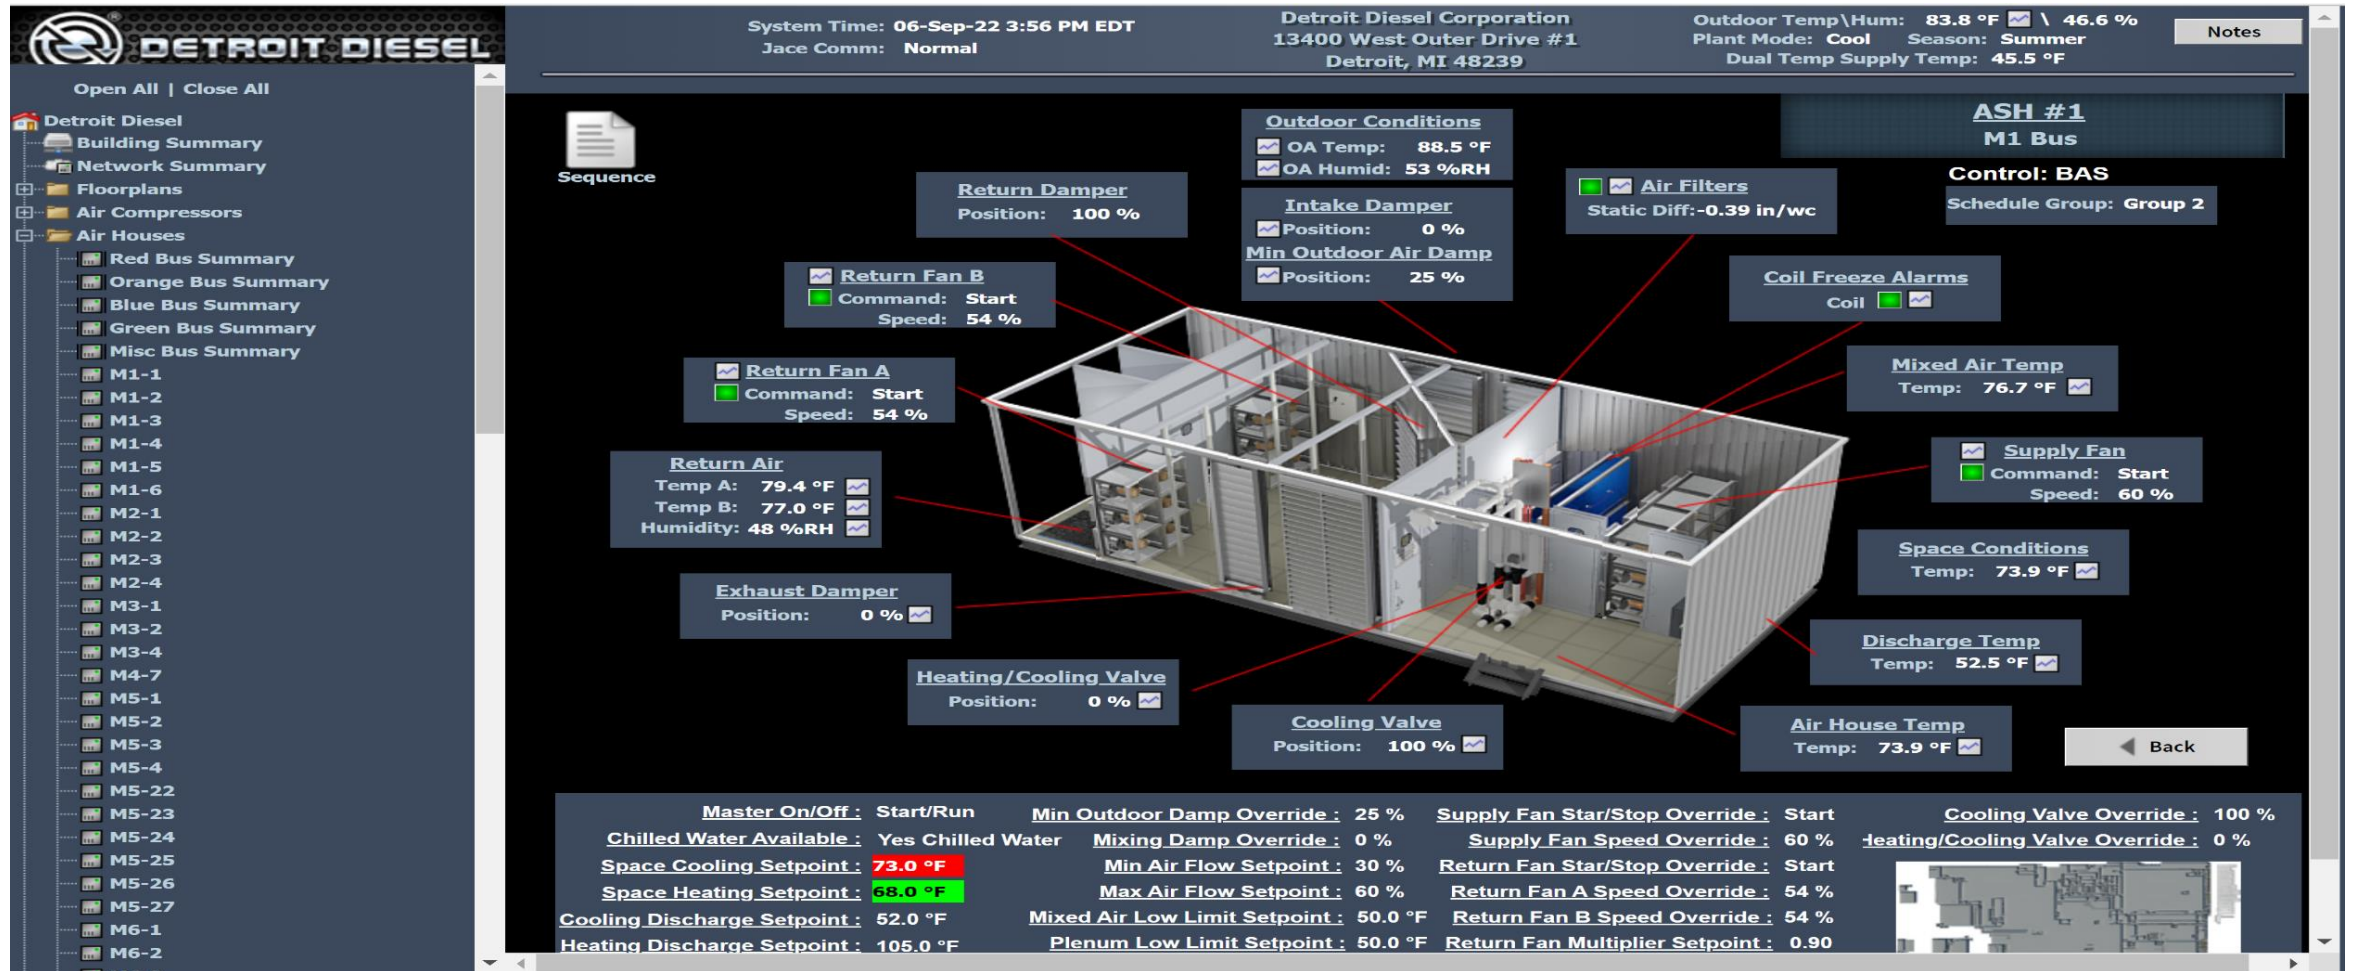 DETROIT DIESEL
System Time: 06-Sep-22 3:56 PM EDT
Jace Comm: Normal
Detroit Diesel Corporation
13400 West Outer Drive #1
Detroit, MI 48239
Outdoor Temp\Hum: 83.8 °F \ 46.6 %
Plant Mode: Cool Season: Summer
Dual Temp Supply Temp: 45.5 °F
Notes
Open All | Close All
Detroit Diesel
Building Summary
Network Summary
Floorplans
Air Compressors
Air Houses
Red Bus Summary
Orange Bus Summary
Blue Bus Summary
Green Bus Summary
Misc Bus Summary
M1-1
M1-2
M1-3
M1-4
M1-5
M1-6
M2-1
M2-2
M2-3
M2-4
M3-1
M3-2
M3-4
M4-7
M5-1
M5-2
M5-3
M5-4
M5-22
M5-23
M5-24
M5-25
M5-26
M5-27
M6-1
M6-2
Sequence
ASH #1
M1 Bus
Control: BAS
Schedule Group: Group 2
Outdoor Conditions
OA Temp: 88.5 °F
OA Humid: 53 %RH
Return Damper
Position: 100 %
Intake Damper
Position: 0 %
Min Outdoor Air Damp
Position: 25 %
Air Filters
Static Diff:-0.39 in/wc
Return Fan B
Command: Start
Speed: 54 %
Coil Freeze Alarms
Coil
Return Fan A
Command: Start
Speed: 54 %
Mixed Air Temp
Temp: 76.7 °F
Return Air
Temp A: 79.4 °F
Temp B: 77.0 °F
Humidity: 48 %RH
Supply Fan
Command: Start
Speed: 60 %
Space Conditions
Temp: 73.9 °F
Exhaust Damper
Position: 0 %
Discharge Temp
Temp: 52.5 °F
Heating/Cooling Valve
Position: 0 %
Cooling Valve
Position: 100 %
Air House Temp
Temp: 73.9 °F
Back
Master On/Off : Start/Run
Chilled Water Available : Yes Chilled Water
Space Cooling Setpoint : 73.0 °F
Space Heating Setpoint : 68.0 °F
Cooling Discharge Setpoint : 52.0 °F
Heating Discharge Setpoint : 105.0 °F
Min Outdoor Damp Override : 25 %
Mixing Damp Override : 0 %
Min Air Flow Setpoint : 30 %
Max Air Flow Setpoint : 60 %
Mixed Air Low Limit Setpoint : 50.0 °F
Plenum Low Limit Setpoint : 50.0 °F
Supply Fan Star/Stop Override : Start
Supply Fan Speed Override : 60 %
Return Fan Star/Stop Override : Start
Return Fan A Speed Override : 54 %
Return Fan B Speed Override : 54 %
Return Fan Multiplier Setpoint : 0.90
Cooling Valve Override : 100 %
Heating/Cooling Valve Override : 0 %